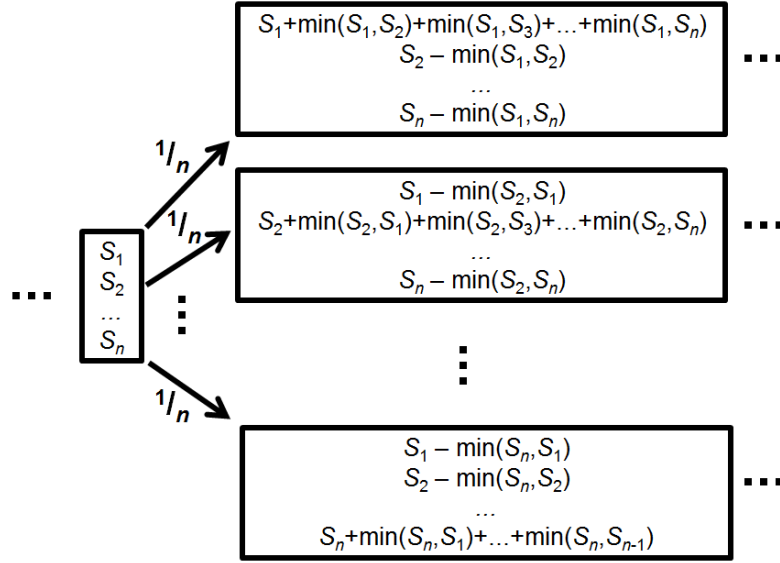 S₁+min(S₁,S₂)+min(S₁,S₃)+...+min(S₁,Sₙ)
S₂ – min(S₁,S₂)
...
Sₙ – min(S₁,Sₙ)
...
1/n
S₁ – min(S₂,S₁)
S₂+min(S₂,S₁)+min(S₂,S₃)+...+min(S₂,Sₙ)
...
Sₙ – min(S₂,Sₙ)
...
1/n
...
S₁
S₂
...
Sₙ
1/n
S₁ – min(Sₙ,S₁)
S₂ – min(Sₙ,S₂)
...
Sₙ+min(Sₙ,S₁)+...+min(Sₙ,Sₙ₋₁)
...